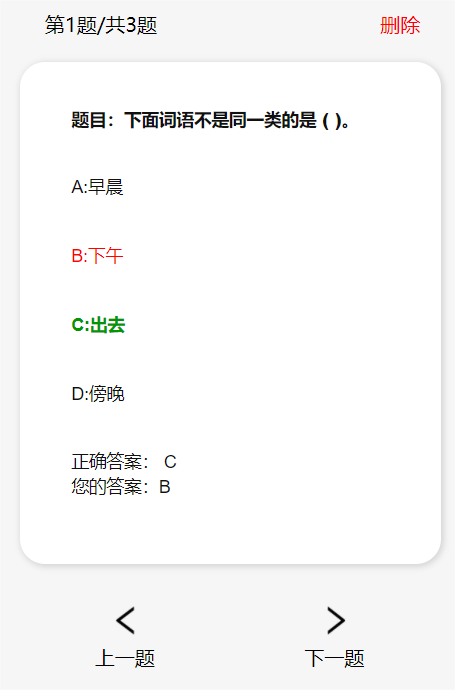 第1题/共3题
删除
题目：下面词语不是同一类的是 ( )。
A:早晨
B:下午
C:出去
D:傍晚
正确答案： C
您的答案：B
上一题
下一题